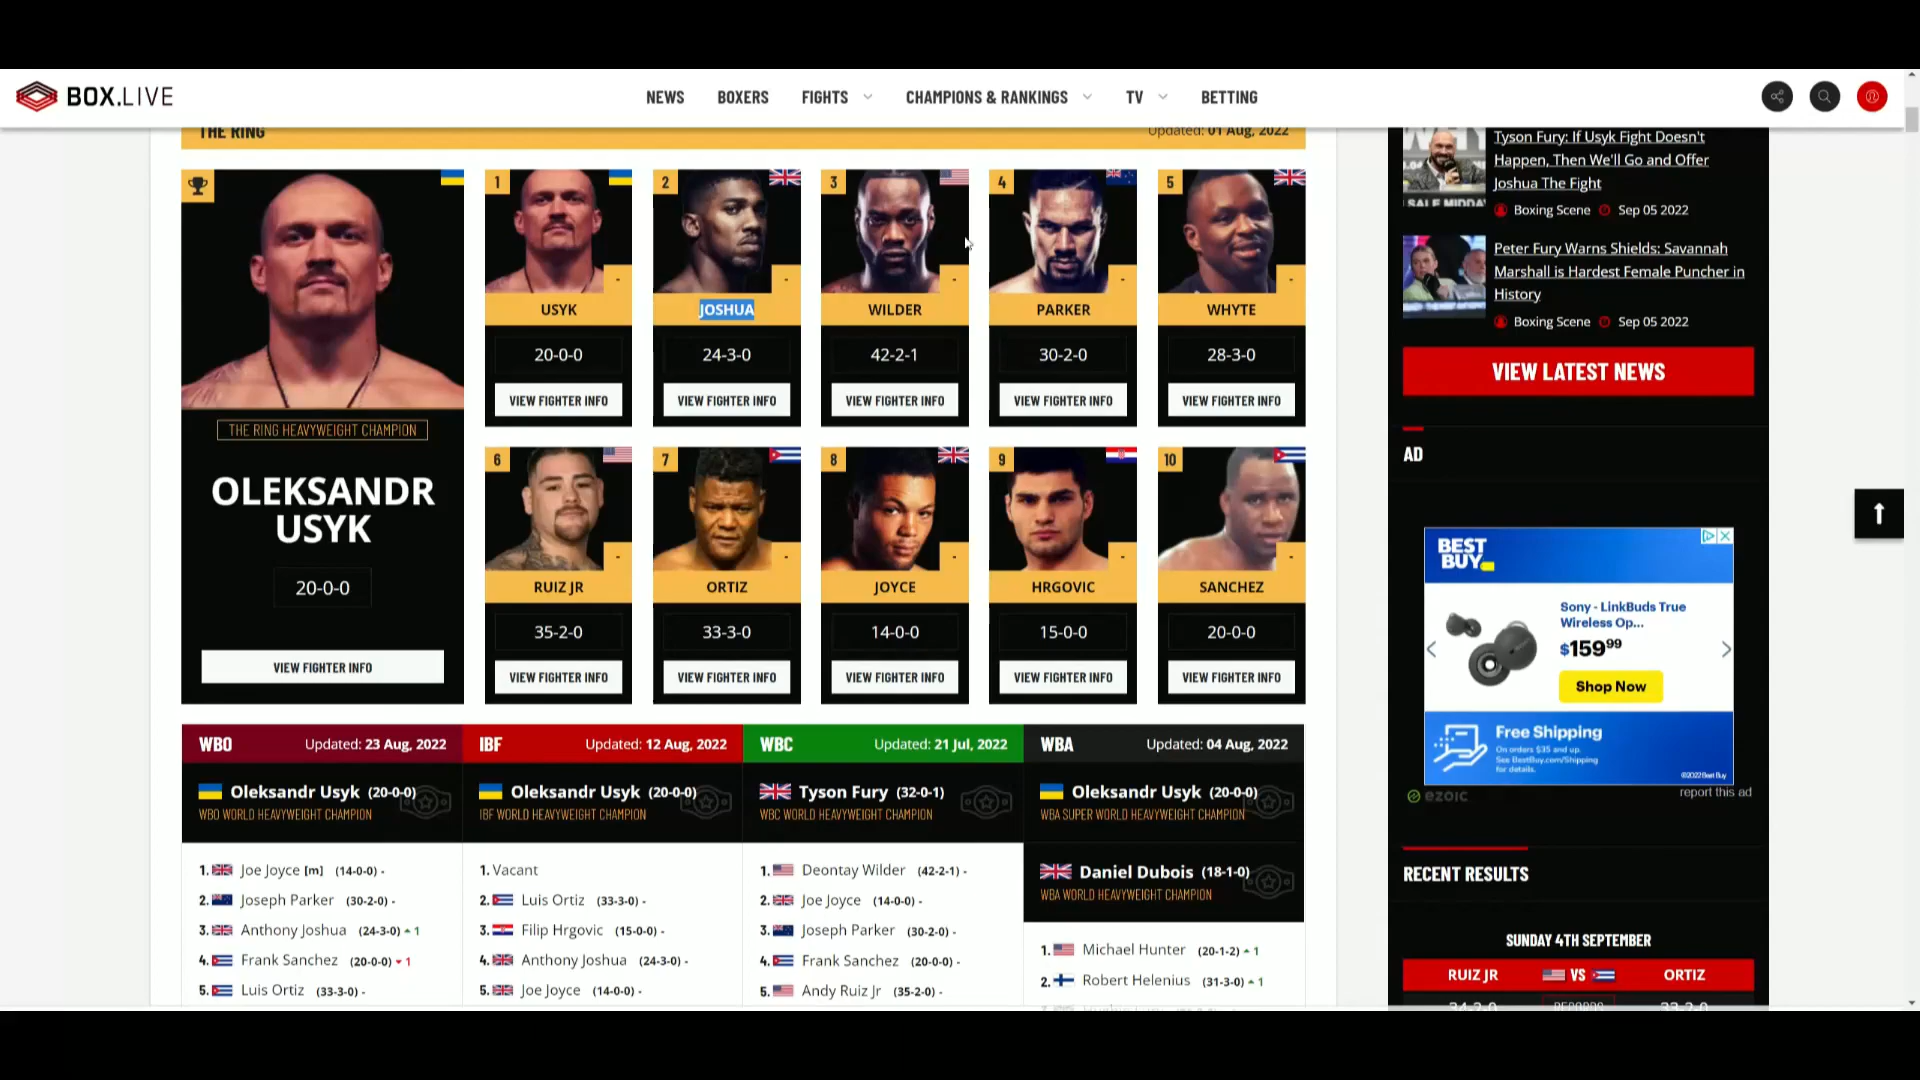 BOX.LIVE
NEWS
BOXERS
FIGHTS
CHAMPIONS & RANKINGS
TV
BETTING
THE RING
Updated: 01 Aug, 2022
THE RING HEAVYWEIGHT CHAMPION
OLEKSANDR
USYK
20-0-0
VIEW FIGHTER INFO
1
USYK
20-0-0
VIEW FIGHTER INFO
2
JOSHUA
24-3-0
VIEW FIGHTER INFO
3
WILDER
42-2-1
VIEW FIGHTER INFO
4
PARKER
30-2-0
VIEW FIGHTER INFO
5
WHYTE
28-3-0
VIEW FIGHTER INFO
6
RUIZ JR
35-2-0
VIEW FIGHTER INFO
7
ORTIZ
33-3-0
VIEW FIGHTER INFO
8
JOYCE
14-0-0
VIEW FIGHTER INFO
9
HRGOVIC
15-0-0
VIEW FIGHTER INFO
10
SANCHEZ
20-0-0
VIEW FIGHTER INFO
WBO Updated: 23 Aug, 2022
Oleksandr Usyk (20-0-0)
WBO WORLD HEAVYWEIGHT CHAMPION
1. Joe Joyce [m] (14-0-0) -
2. Joseph Parker (30-2-0) -
3. Anthony Joshua (24-3-0) 1
4. Frank Sanchez (20-0-0) 1
5. Luis Ortiz (33-3-0) -
IBF Updated: 12 Aug, 2022
Oleksandr Usyk (20-0-0)
IBF WORLD HEAVYWEIGHT CHAMPION
1. Vacant
2. Luis Ortiz (33-3-0) -
3. Filip Hrgovic (15-0-0) -
4. Anthony Joshua (24-3-0) -
5. Joe Joyce (14-0-0) -
WBC Updated: 21 Jul, 2022
Tyson Fury (32-0-1)
WBC WORLD HEAVYWEIGHT CHAMPION
1. Deontay Wilder (42-2-1) -
2. Joe Joyce (14-0-0) -
3. Joseph Parker (30-2-0) -
4. Frank Sanchez (20-0-0) -
5. Andy Ruiz Jr (35-2-0) -
WBA Updated: 04 Aug, 2022
Oleksandr Usyk (20-0-0)
WBA SUPER WORLD HEAVYWEIGHT CHAMPION
Daniel Dubois (18-1-0)
WBA WORLD HEAVYWEIGHT CHAMPION
1. Michael Hunter (20-1-2) 1
2. Robert Helenius (31-3-0) 1
Tyson Fury: If Usyk Fight Doesn't
Happen, Then We'll Go and Offer
Joshua The Fight
Boxing Scene Sep 05 2022
Peter Fury Warns Shields: Savannah
Marshall is Hardest Female Puncher in
History
Boxing Scene Sep 05 2022
VIEW LATEST NEWS
AD
BEST
BUY
Sony - LinkBuds True
Wireless Op...
$159⁹⁹
Shop Now
Free Shipping
On orders $35 and up.
See BestBuy.com/Shipping
for details.
©2022 Best Buy
ezoic
report this ad
RECENT RESULTS
SUNDAY 4TH SEPTEMBER
RUIZ JR VS ORTIZ